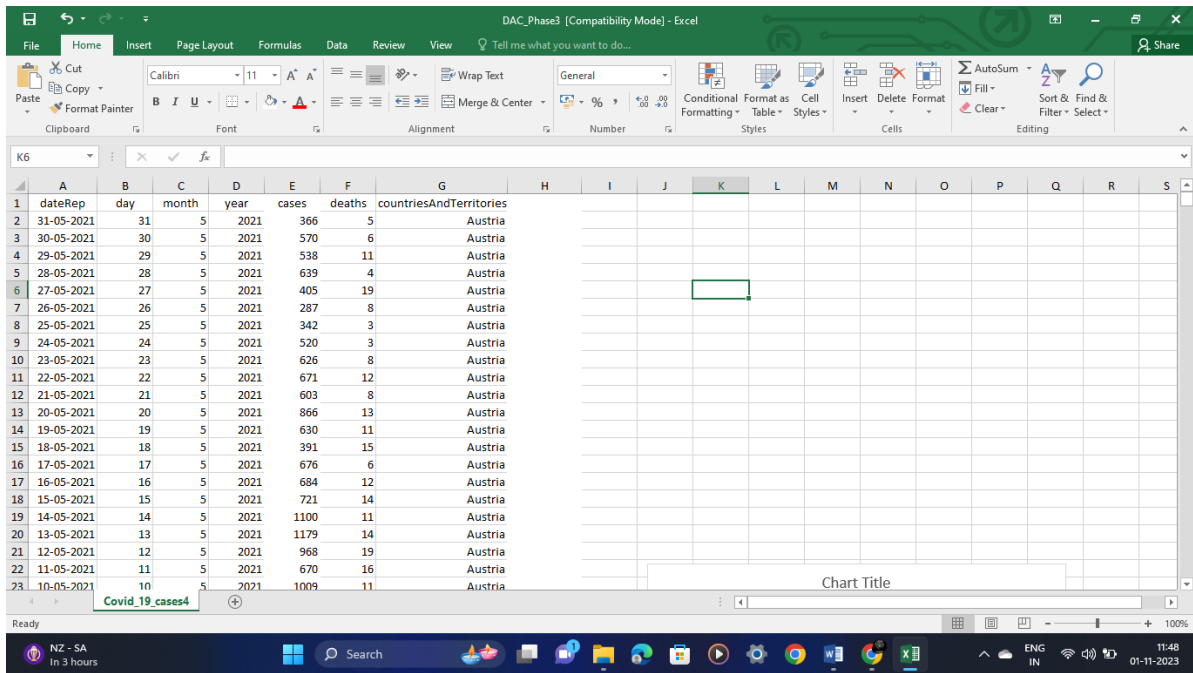 DAC_Phase3 [Compatibility Mode] - Excel
File Home Insert Page Layout Formulas Data Review View Tell me what you want to do... Share
Cut
Copy
Format Painter
Paste
Clipboard
Calibri 11
B I U
Font
Wrap Text
Merge & Center
Alignment
General
% ,
Number
Conditional Formatting
Format as Table
Cell Styles
Styles
Insert Delete Format
Cells
AutoSum
Fill
Clear
Sort & Filter
Find & Select
Editing
K6 fx
A B C D E F G H I J K L M N O P Q R S
1 dateRep day month year cases deaths countriesAndTerritories
2 31-05-2021 31 5 2021 366 5 Austria
3 30-05-2021 30 5 2021 570 6 Austria
4 29-05-2021 29 5 2021 538 11 Austria
5 28-05-2021 28 5 2021 639 4 Austria
6 27-05-2021 27 5 2021 405 19 Austria
7 26-05-2021 26 5 2021 287 8 Austria
8 25-05-2021 25 5 2021 342 3 Austria
9 24-05-2021 24 5 2021 520 3 Austria
10 23-05-2021 23 5 2021 626 8 Austria
11 22-05-2021 22 5 2021 671 12 Austria
12 21-05-2021 21 5 2021 603 8 Austria
13 20-05-2021 20 5 2021 866 13 Austria
14 19-05-2021 19 5 2021 630 11 Austria
15 18-05-2021 18 5 2021 391 15 Austria
16 17-05-2021 17 5 2021 676 6 Austria
17 16-05-2021 16 5 2021 684 12 Austria
18 15-05-2021 15 5 2021 721 14 Austria
19 14-05-2021 14 5 2021 1100 11 Austria
20 13-05-2021 13 5 2021 1179 14 Austria
21 12-05-2021 12 5 2021 968 19 Austria
22 11-05-2021 11 5 2021 670 16 Austria
23 10-05-2021 10 5 2021 1009 11 Austria
Chart Title
Covid_19_cases4
Ready 100%
NZ - SA
In 3 hours
Search
ENG
IN
11:48
01-11-2023